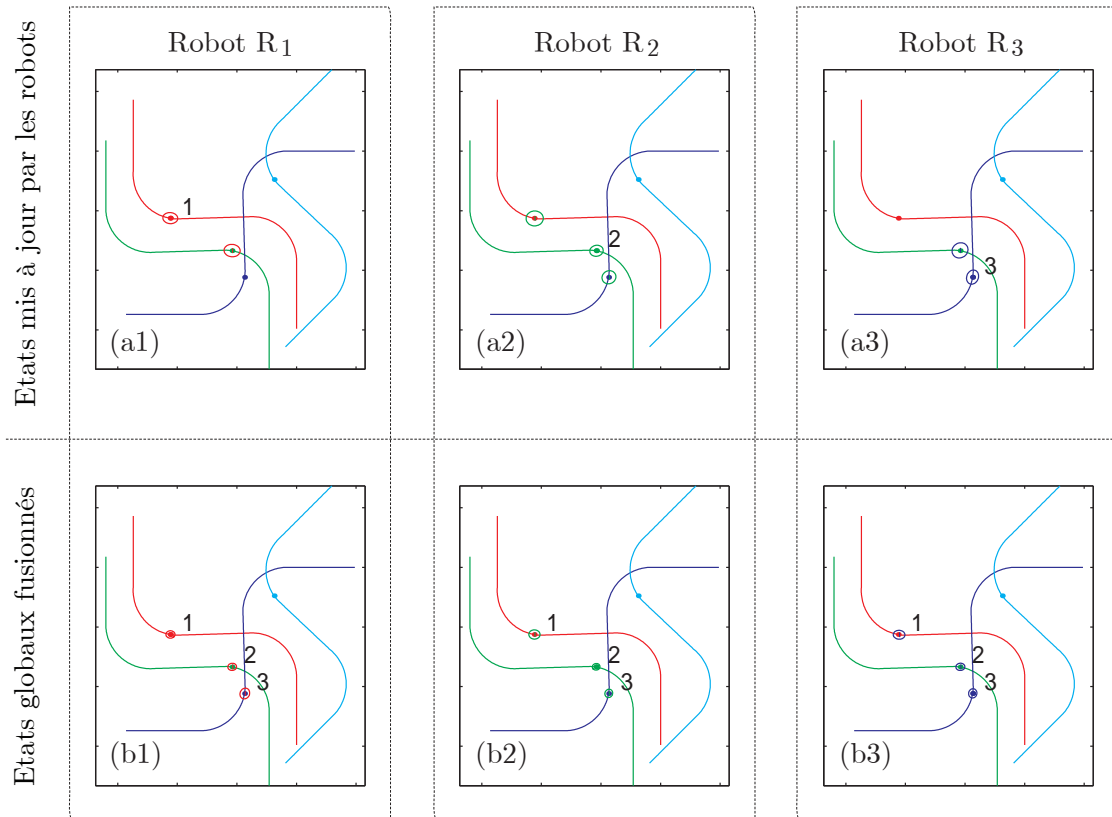 Robot R1
Robot R2
Robot R3
Etats mis à jour par les robots
1
(a1)
2
(a2)
3
(a3)
Etats globaux fusionnés
1
2
3
(b1)
1
2
3
(b2)
1
2
3
(b3)